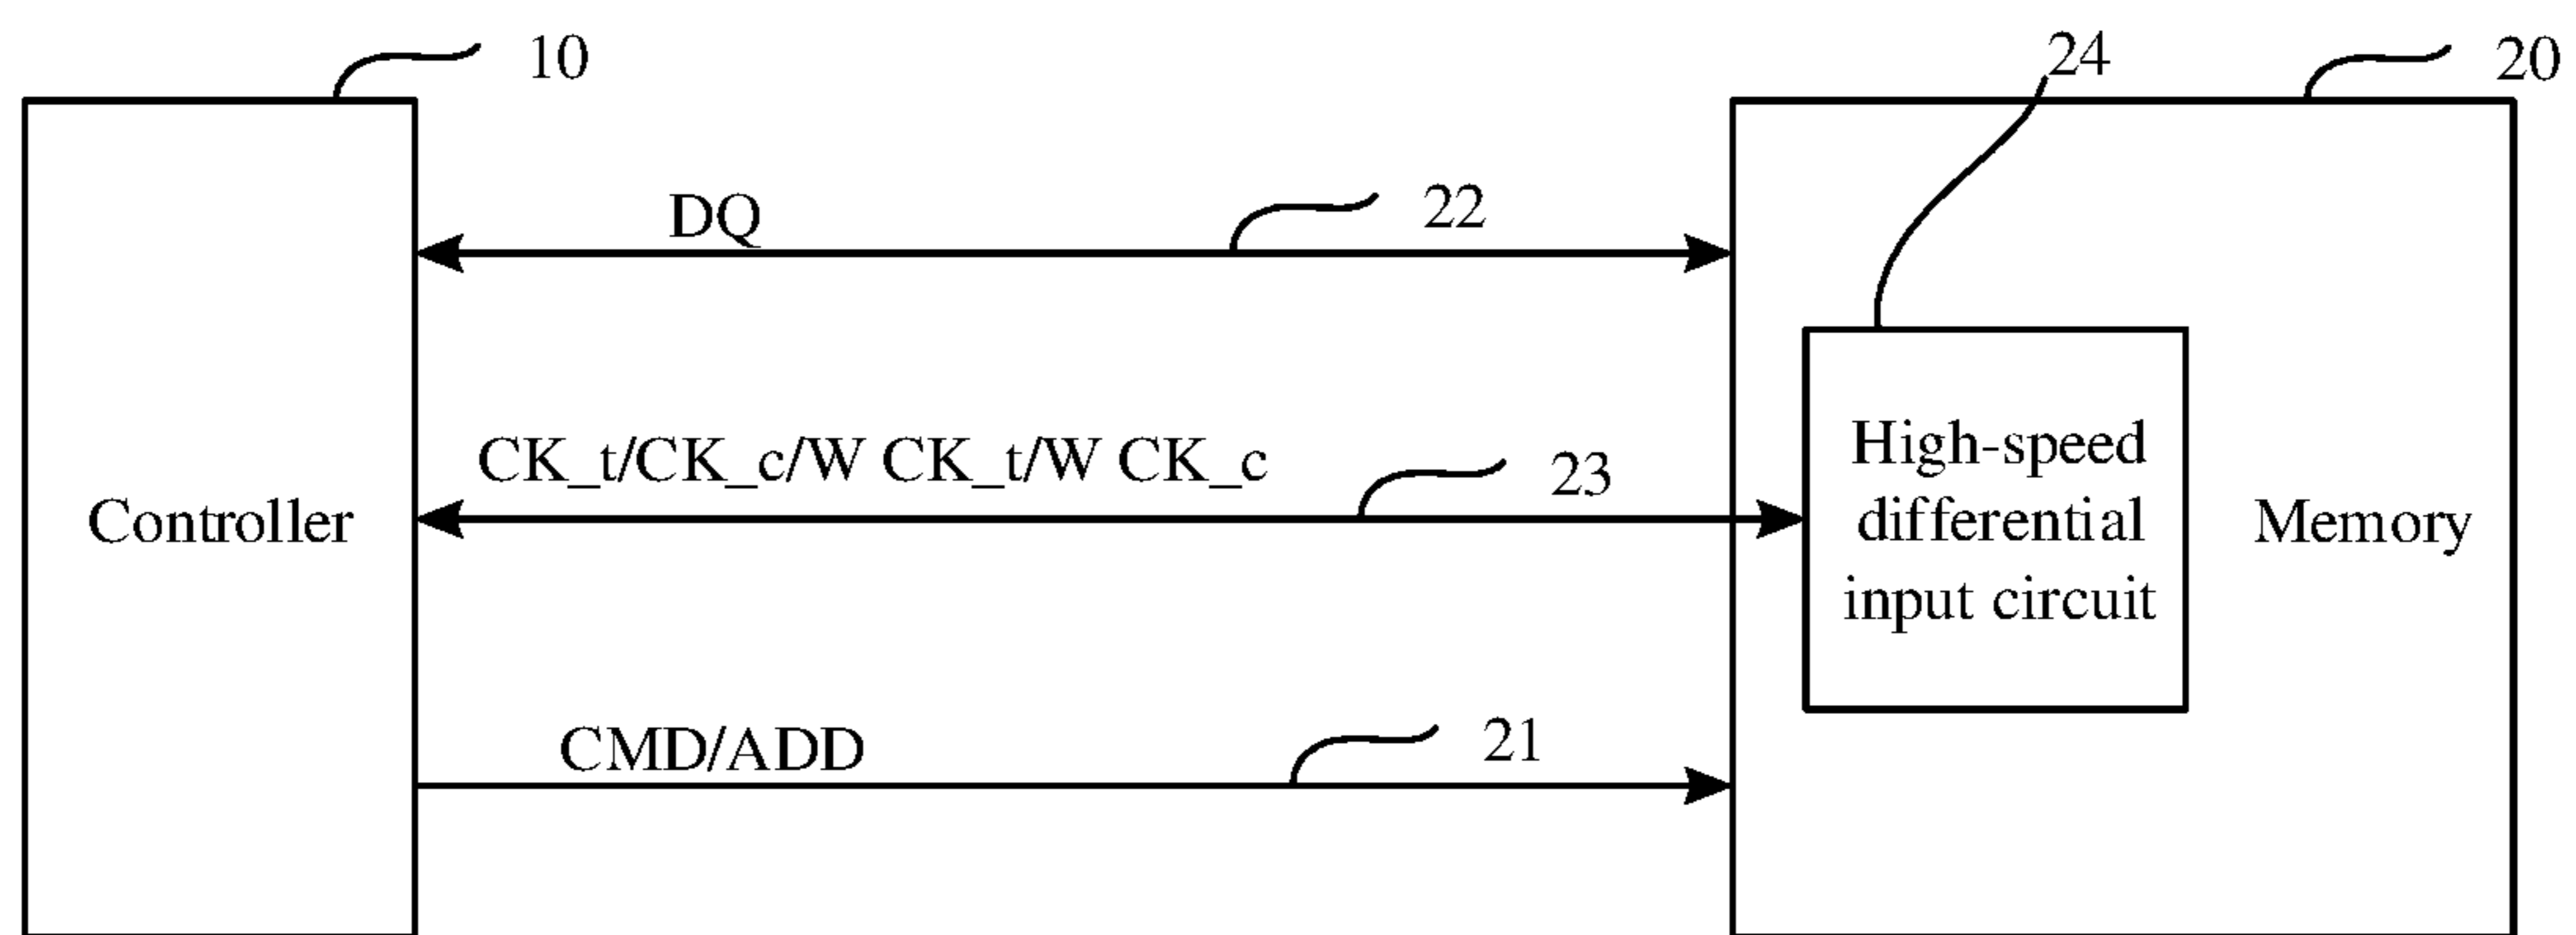 10
24
20
DQ
22
CK_t/CK_c/W CK_t/W CK_c
23
Controller
High-speed
differential
input circuit
Memory
CMD/ADD
21